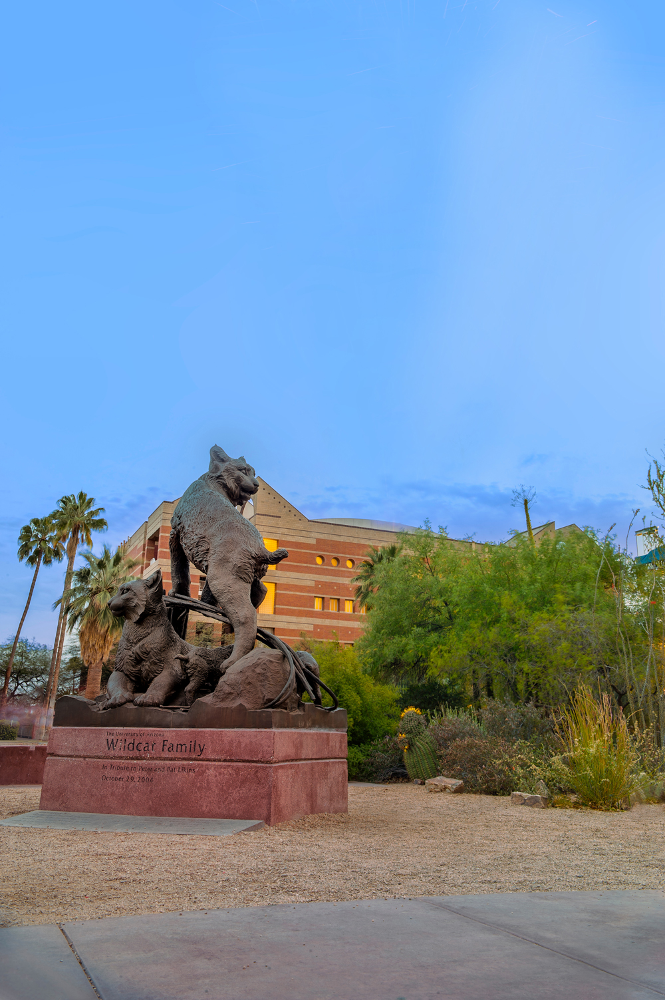 The University of Arizona
Wildcat Family
In Tribute to Peter and Pat Likins
October 29, 2004